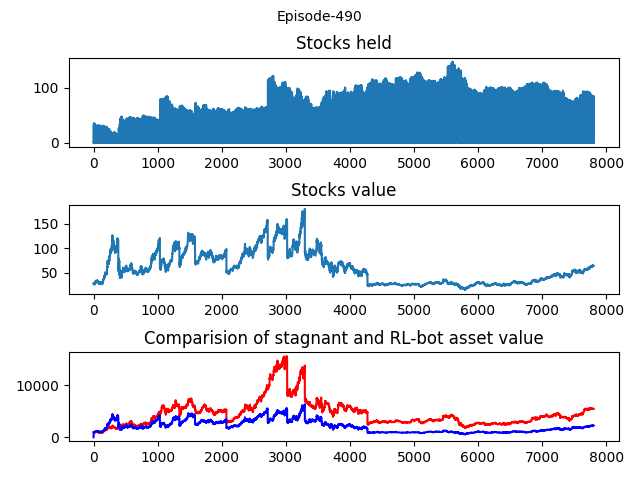 Episode-490
Stocks held
100
0
0 1000 2000 3000 4000 5000 6000 7000 8000
Stocks value
150
100
50
0 1000 2000 3000 4000 5000 6000 7000 8000
Comparision of stagnant and RL-bot asset value
10000
0
0 1000 2000 3000 4000 5000 6000 7000 8000